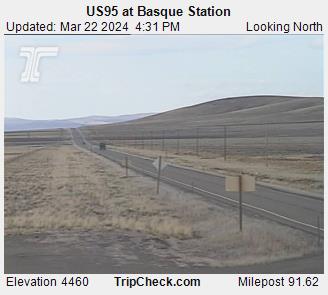 US95 at Basque Station
Updated: Mar 22 2024 4:31 PM Looking North
Elevation 4460 TripCheck.com Milepost 91.62